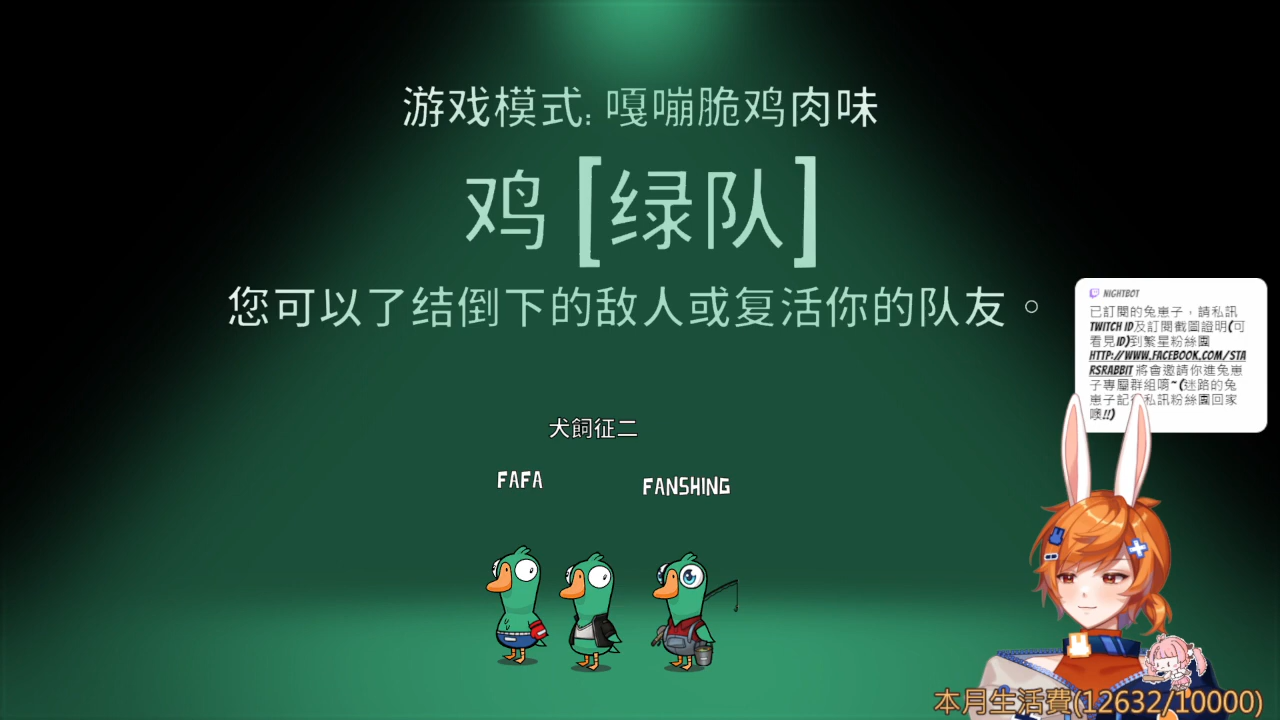 游戏模式: 嘎嘣脆鸡肉味
鸡 [绿队]
您可以了结倒下的敌人或复活你的队友。
犬飼征二
FAFA
FANSHING
NIGHTBOT
已訂閱的兔崽子，請私訊
TWITCH ID及訂閱截圖證明(可
看見ID)到繁星粉絲團
HTTP://WWW.FACEBOOK.COM/STA
RSRABBIT 將會邀請你進兔崽
子專屬群組唷~ (迷路的兔
崽子記得私訊粉絲團回家
噢!!)
本月生活費(12632/10000)